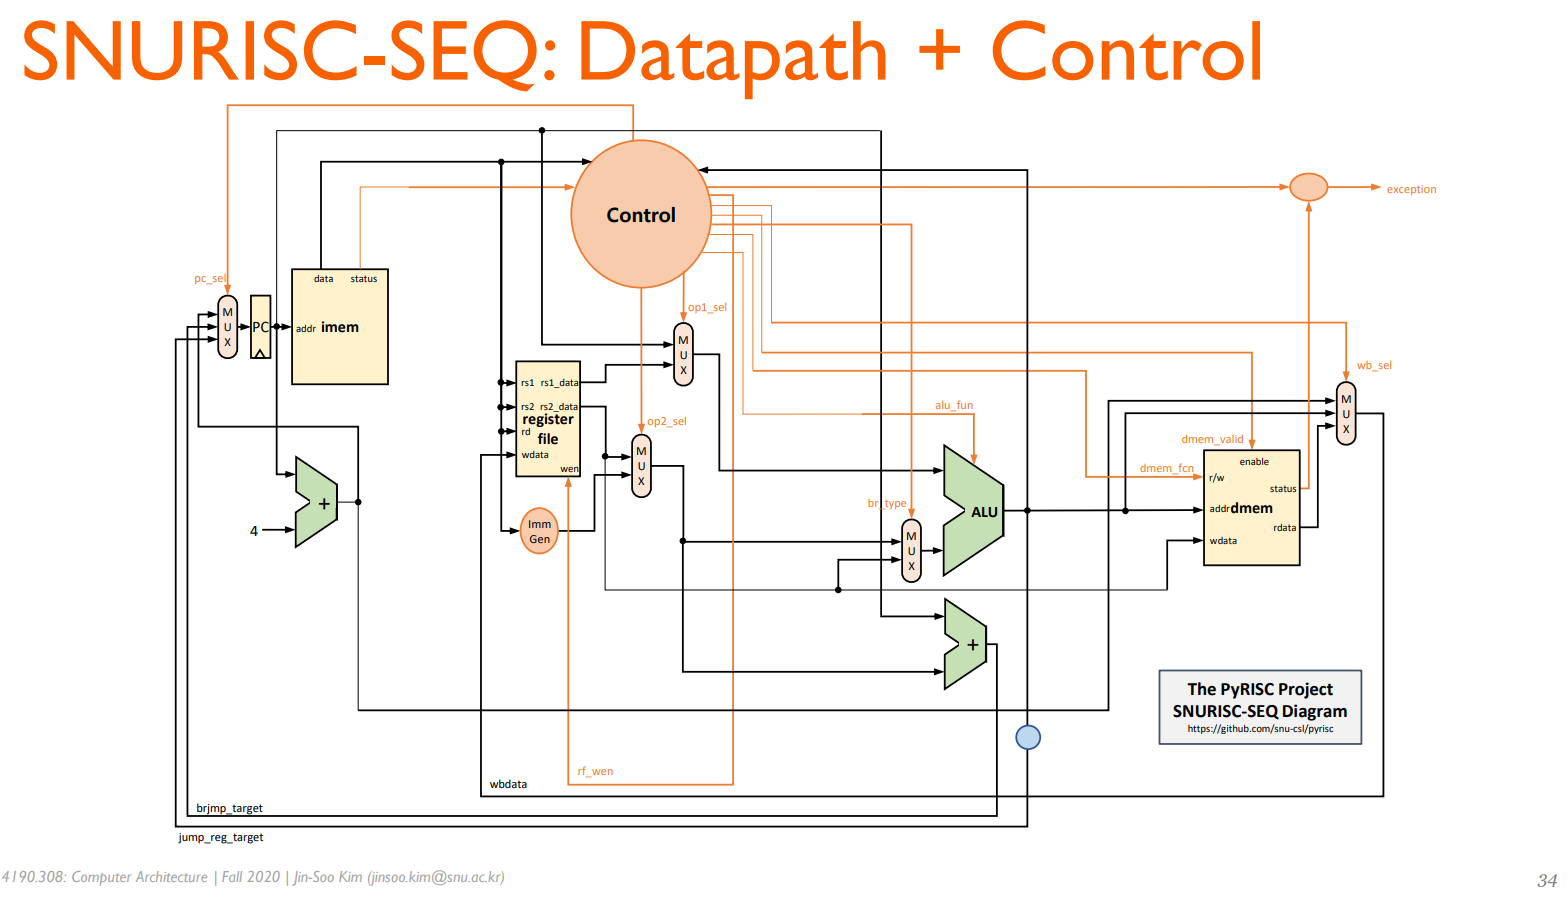 SNURISC-SEQ: Datapath + Control
Control
exception
data status
pc_sel
M
U
X
PC
addr imem
op1_sel
M
U
X
wb_sel
M
U
X
rs1 rs1_data
rs2 rs2_data
register
file
rd
wdata
wen
op2_sel
M
U
X
alu_fun
dmem_valid
dmem_fcn
enable
r/w
status
addr dmem
rdata
wdata
br_type
M
U
X
ALU
+
4
Imm
Gen
+
The PyRISC Project
SNURISC-SEQ Diagram
https://github.com/snu-csl/pyrisc
rf_wen
wbdata
brjmp_target
jump_reg_target
4190.308: Computer Architecture | Fall 2020 | Jin-Soo Kim (jinsoo.kim@snu.ac.kr)
34